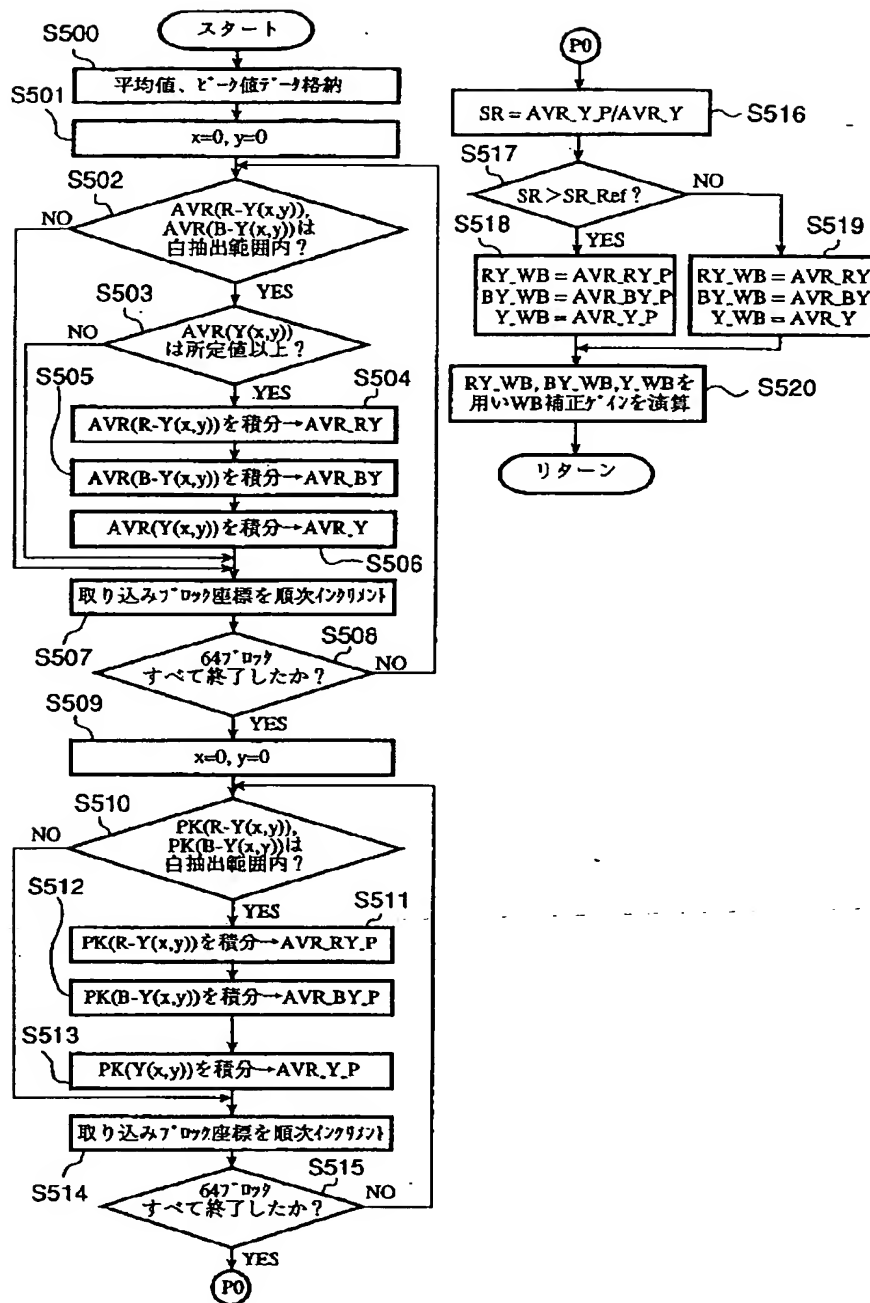 スタート
S500
平均値、ピーク値データ格納
S501
x=0, y=0
S502
AVR(R-Y(x,y)),
AVR(B-Y(x,y))は
白抽出範囲内？
NO
YES
S503
AVR(Y(x,y))
は所定値以上？
NO
YES
S505
S504
AVR(R-Y(x,y))を積分→AVR_RY
AVR(B-Y(x,y))を積分→AVR_BY
AVR(Y(x,y))を積分→AVR_Y
S506
取り込みブロック座標を順次インクリメント
S507
S508
64ブロック
すべて終了したか？
NO
YES
S509
x=0, y=0
S510
PK(R-Y(x,y)),
PK(B-Y(x,y))は
白抽出範囲内？
NO
YES
S512
S511
PK(R-Y(x,y))を積分→AVR_RY_P
PK(B-Y(x,y))を積分→AVR_BY_P
S513
PK(Y(x,y))を積分→AVR_Y_P
取り込みブロック座標を順次インクリメント
S514
S515
64ブロック
すべて終了したか？
NO
YES
P0
P0
SR = AVR_Y_P/AVR_Y
S516
S517
SR＞SR_Ref？
NO
YES
S518
RY_WB = AVR_RY_P
BY_WB = AVR_BY_P
Y_WB = AVR_Y_P
S519
RY_WB = AVR_RY
BY_WB = AVR_BY
Y_WB = AVR_Y
RY_WB, BY_WB, Y_WBを
用いWB補正ゲインを演算
S520
リターン